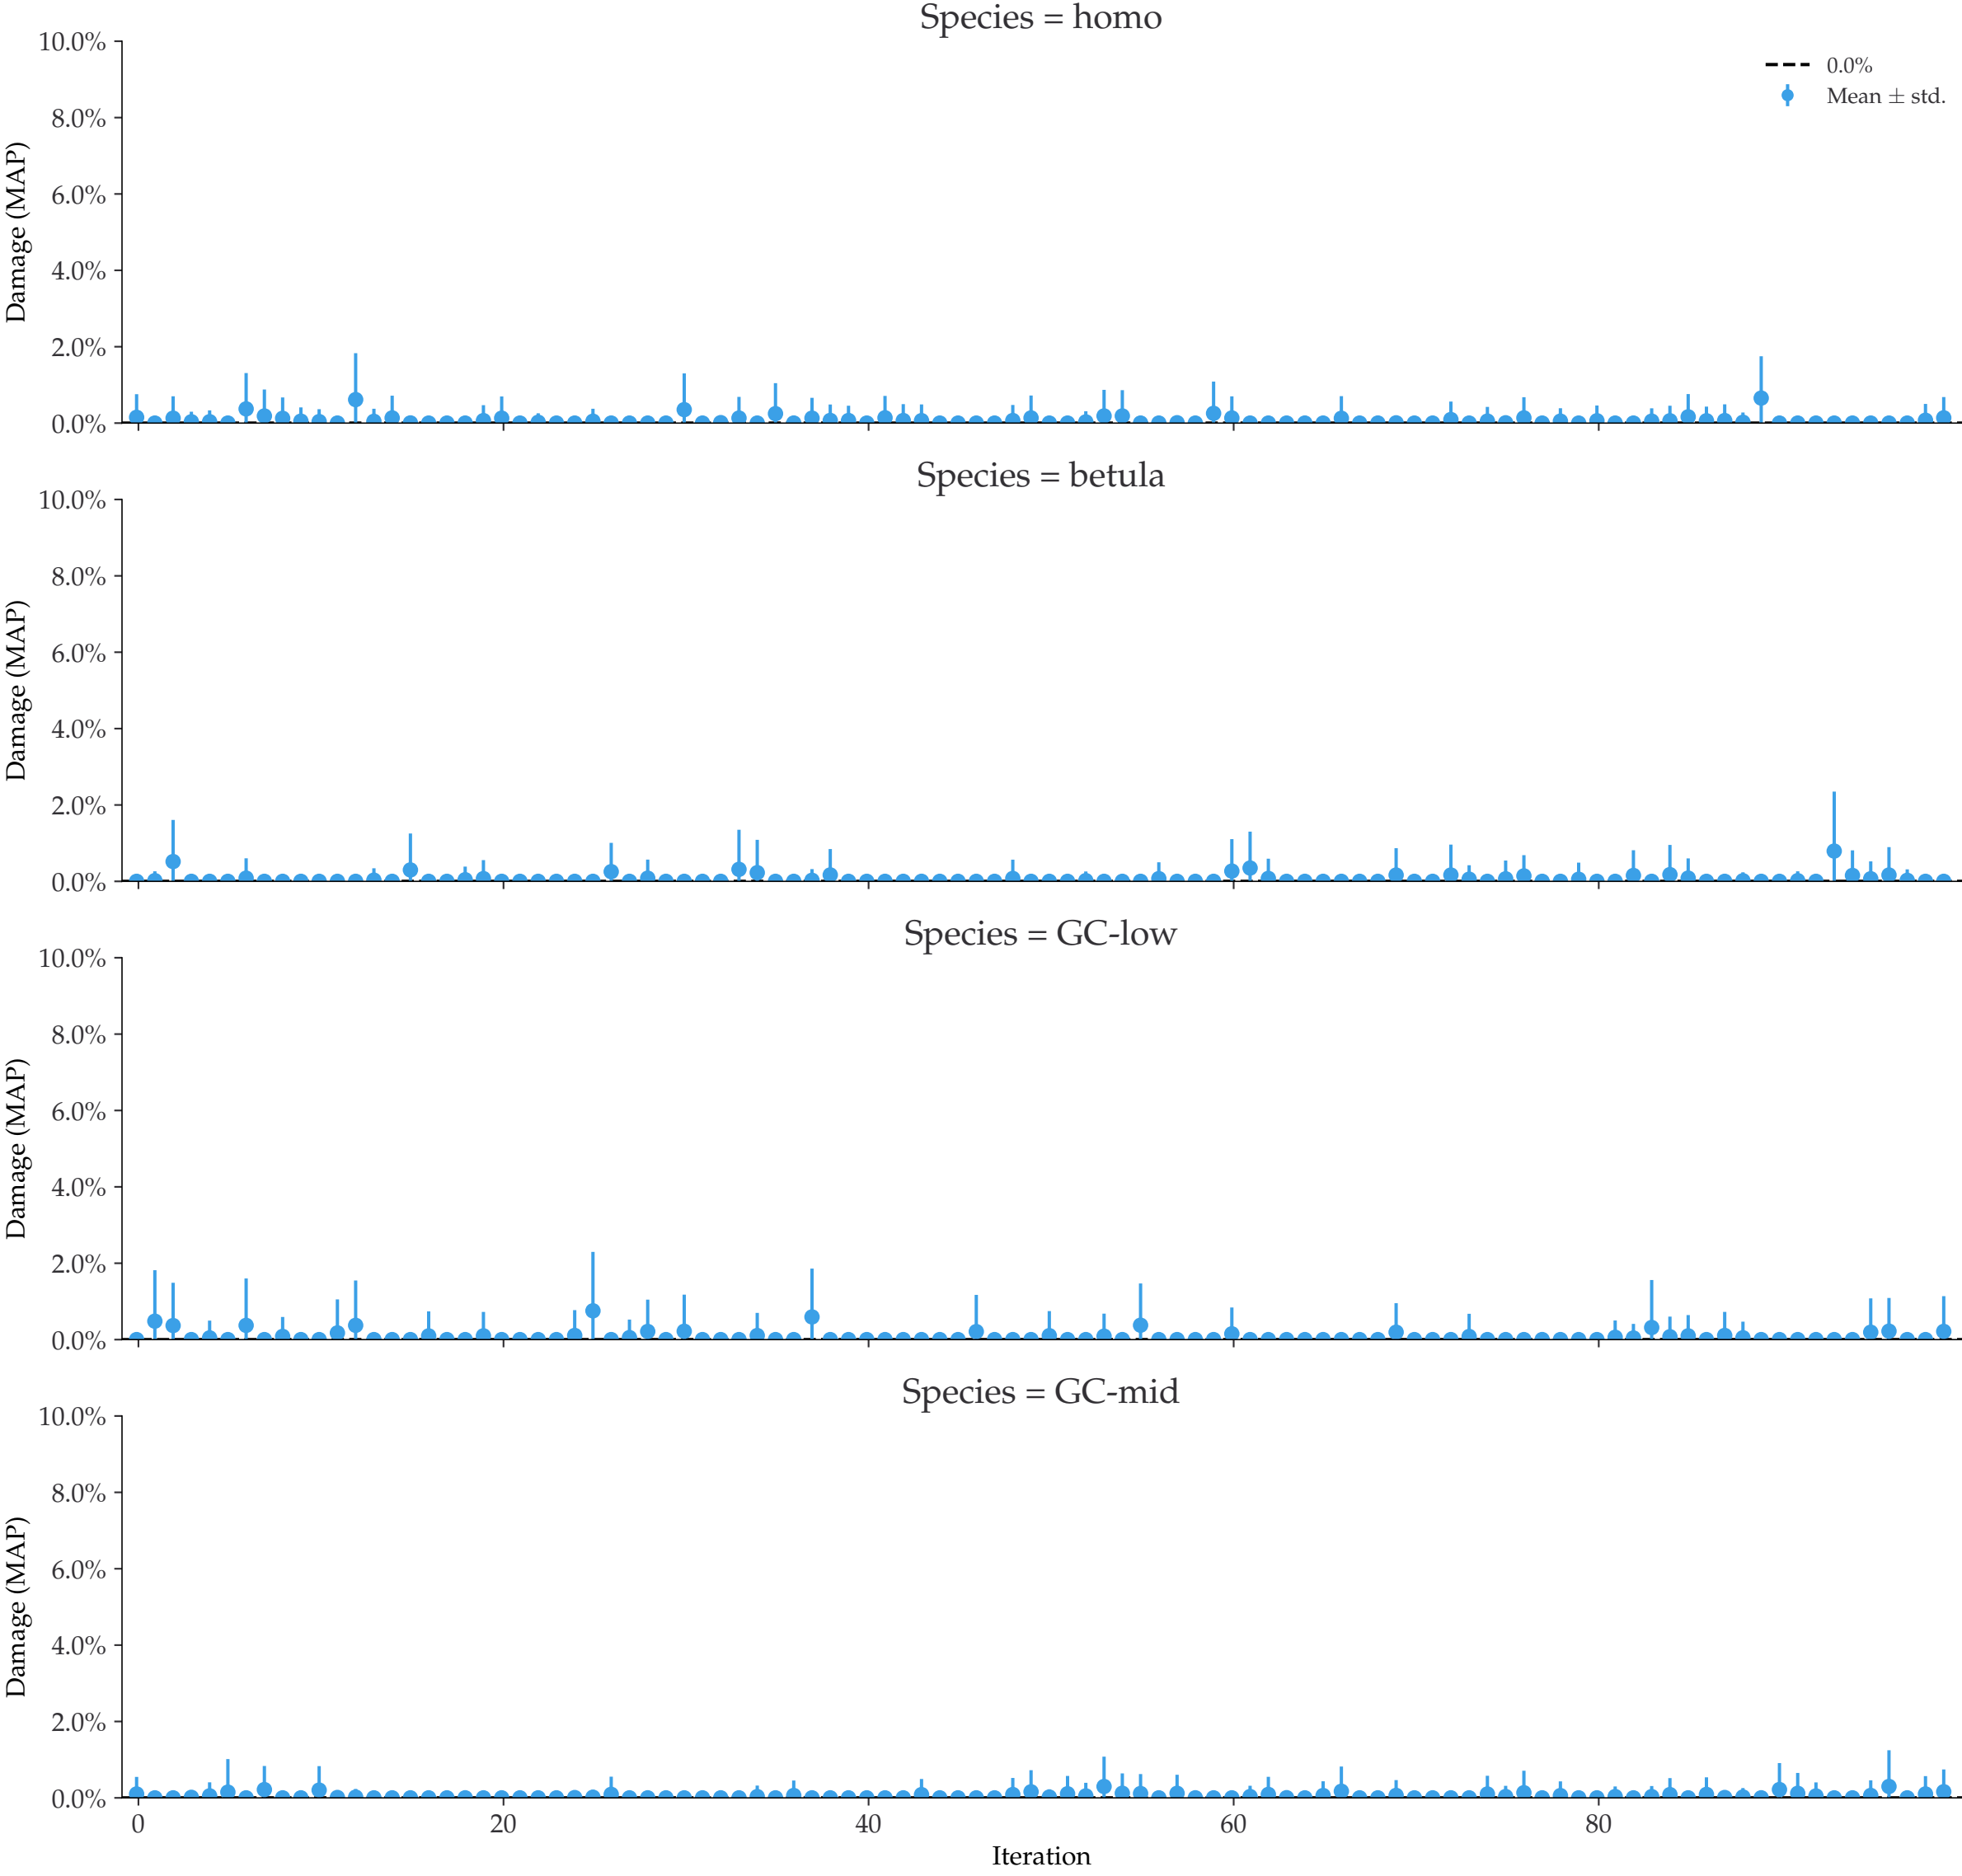 Species = homo
10.0%
8.0%
6.0%
4.0%
2.0%
0.0%
Damage (MAP)
0.0%
Mean ± std.
Species = betula
10.0%
8.0%
6.0%
4.0%
2.0%
0.0%
Damage (MAP)
Species = GC-low
10.0%
8.0%
6.0%
4.0%
2.0%
0.0%
Damage (MAP)
Species = GC-mid
10.0%
8.0%
6.0%
4.0%
2.0%
0.0%
Damage (MAP)
0 20 40 60 80
Iteration